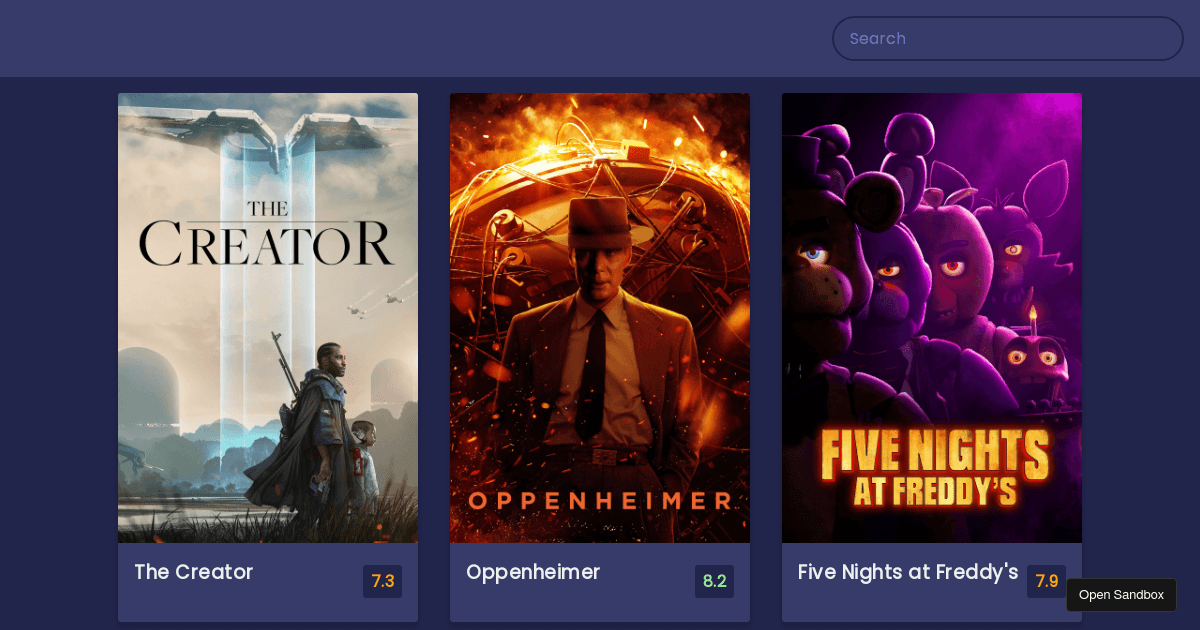 Search
THE
CREATOR
OPPENHEIMER
FIVE NIGHTS
AT FREDDY'S
The Creator
7.3
Oppenheimer
8.2
Five Nights at Freddy's
7.9
Open Sandbox